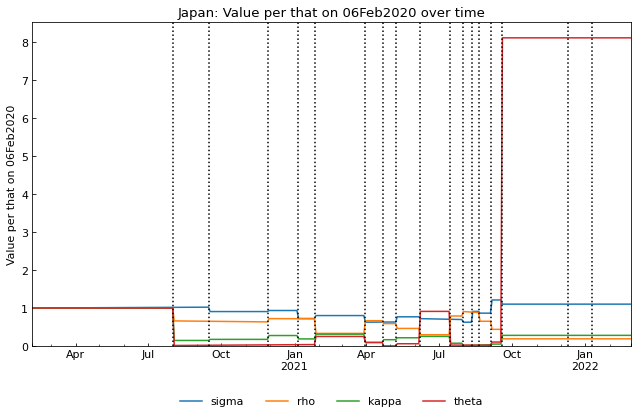 Japan: Value per that on 06Feb2020 over time
Value per that on 06Feb2020
8
7
6
5
4
3
2
1
0
Apr
Jul
Oct
Jan
2021
Apr
Jul
Oct
Jan
2022
sigma
rho
kappa
theta